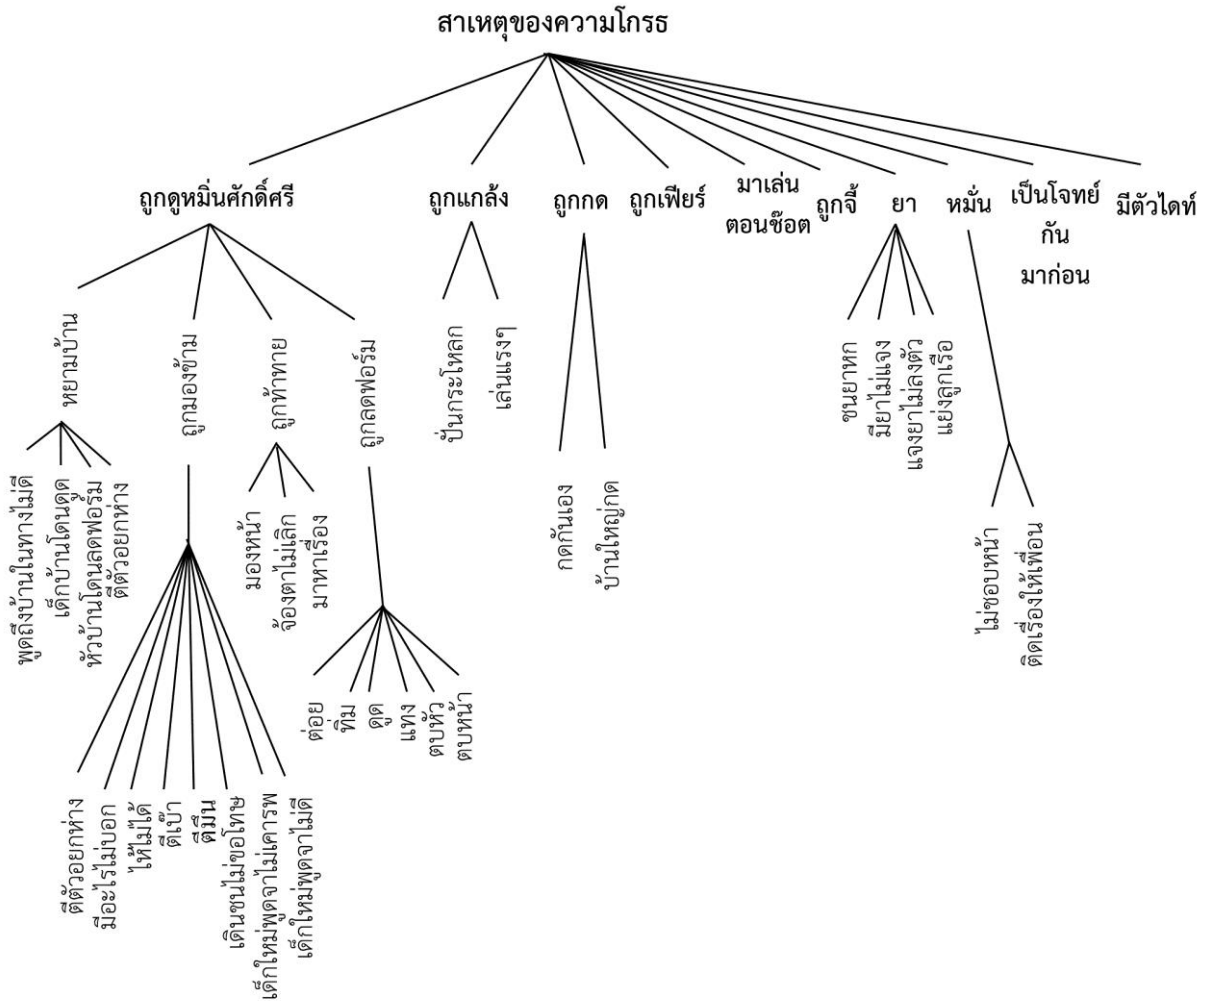 สาเหตุของความโกรธ
ถูกดูหมิ่นศักดิ์ศรี
ถูกแกล้ง
ถูกกด
ถูกเฟียร์
มาเล่น
ตอนช๊อต
ถูกจี้
ยา
หมั่น
เป็นโจทย์
กัน
มาก่อน
มีตัวไดท์
หยามบ้าน
ถูกมองข้าม
ถูกท้าทาย
ถูกลดฟอร์ม
ปั่นกระโหลก
เล่นแรงๆ
ชนยาหก
มียาไม่แจง
แจงยาไม่ลงตัว
แย่งลูกเรือ
พูดถึงบ้านในทางไม่ดี
เด็กบ้านโดนดูด
หัวบ้านโดนลดฟอร์ม
ตีตัวอยกห่าง
มองหน้า
จ้องตาไม่เลิก
มาหาเรื่อง
กดกันเอง
บ้านใหญ่กด
ไม่ชอบหน้า
ติดเรื่องให้เพื่อน
ต่อย
ทิ่ม
ดูด
แทง
ตบหัว
ตบหน้า
ตีตัวอยกห่าง
มีอะไรไม่บอก
ไห้ไม่ได้
ตีเบ๊า
ตีมึน
เดินชนไม่ขอโทษ
เด็กใหม่พูดจาไม่เคารพ
เด็กใหม่พูดจาไม่ดี